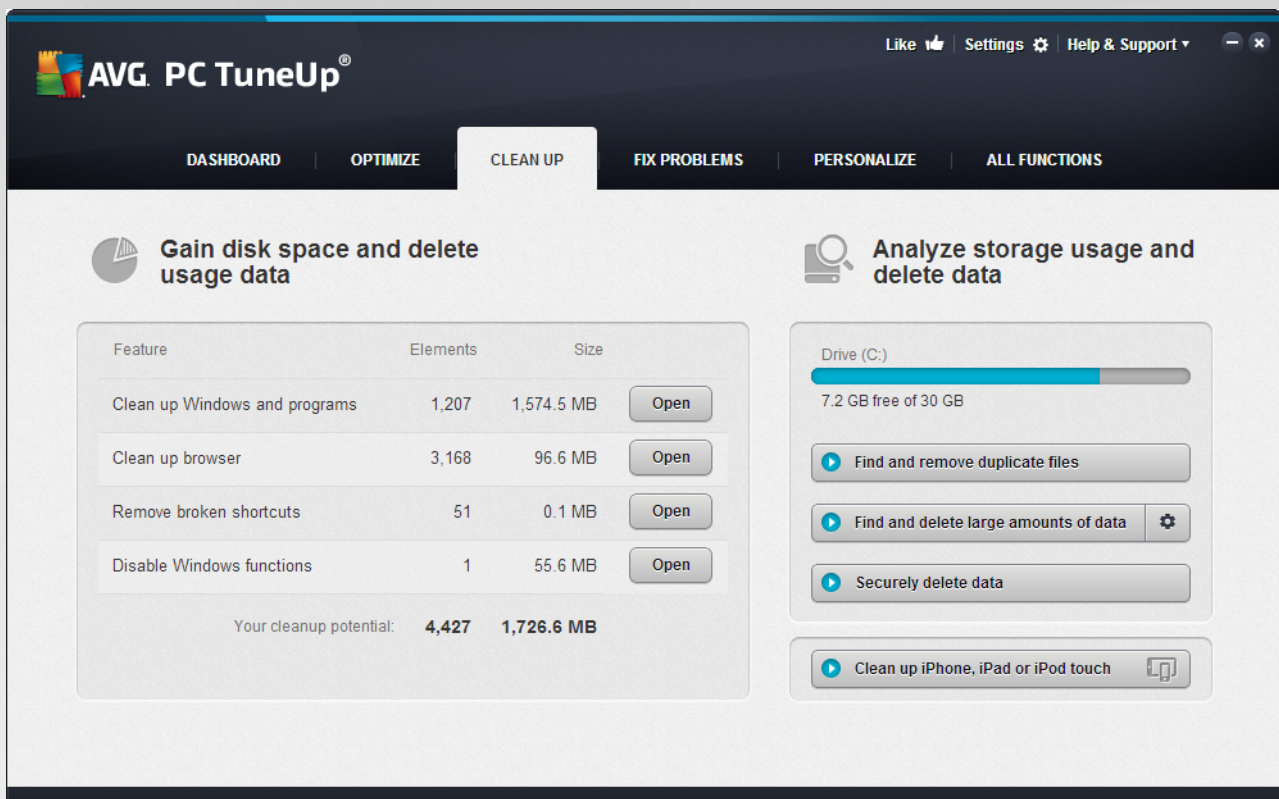 Like | Settings | Help & Support
AVG. PC TuneUp®
DASHBOARD | OPTIMIZE | CLEAN UP | FIX PROBLEMS | PERSONALIZE | ALL FUNCTIONS
Gain disk space and delete
usage data
Feature Elements Size
Clean up Windows and programs 1,207 1,574.5 MB Open
Clean up browser 3,168 96.6 MB Open
Remove broken shortcuts 51 0.1 MB Open
Disable Windows functions 1 55.6 MB Open
Your cleanup potential: 4,427 1,726.6 MB
Analyze storage usage and
delete data
Drive (C:)
7.2 GB free of 30 GB
Find and remove duplicate files
Find and delete large amounts of data
Securely delete data
Clean up iPhone, iPad or iPod touch